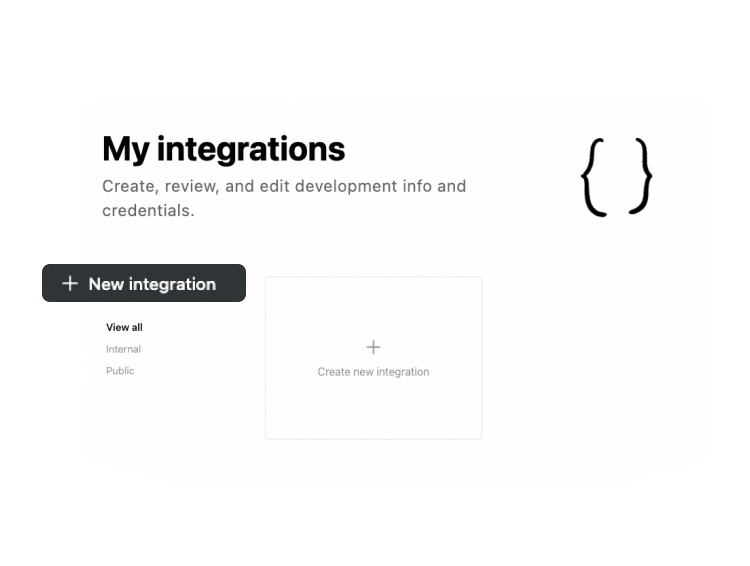 My integrations
Create, review, and edit development info and
credentials.
{ }
+ New integration
View all
Internal
Public
+
Create new integration